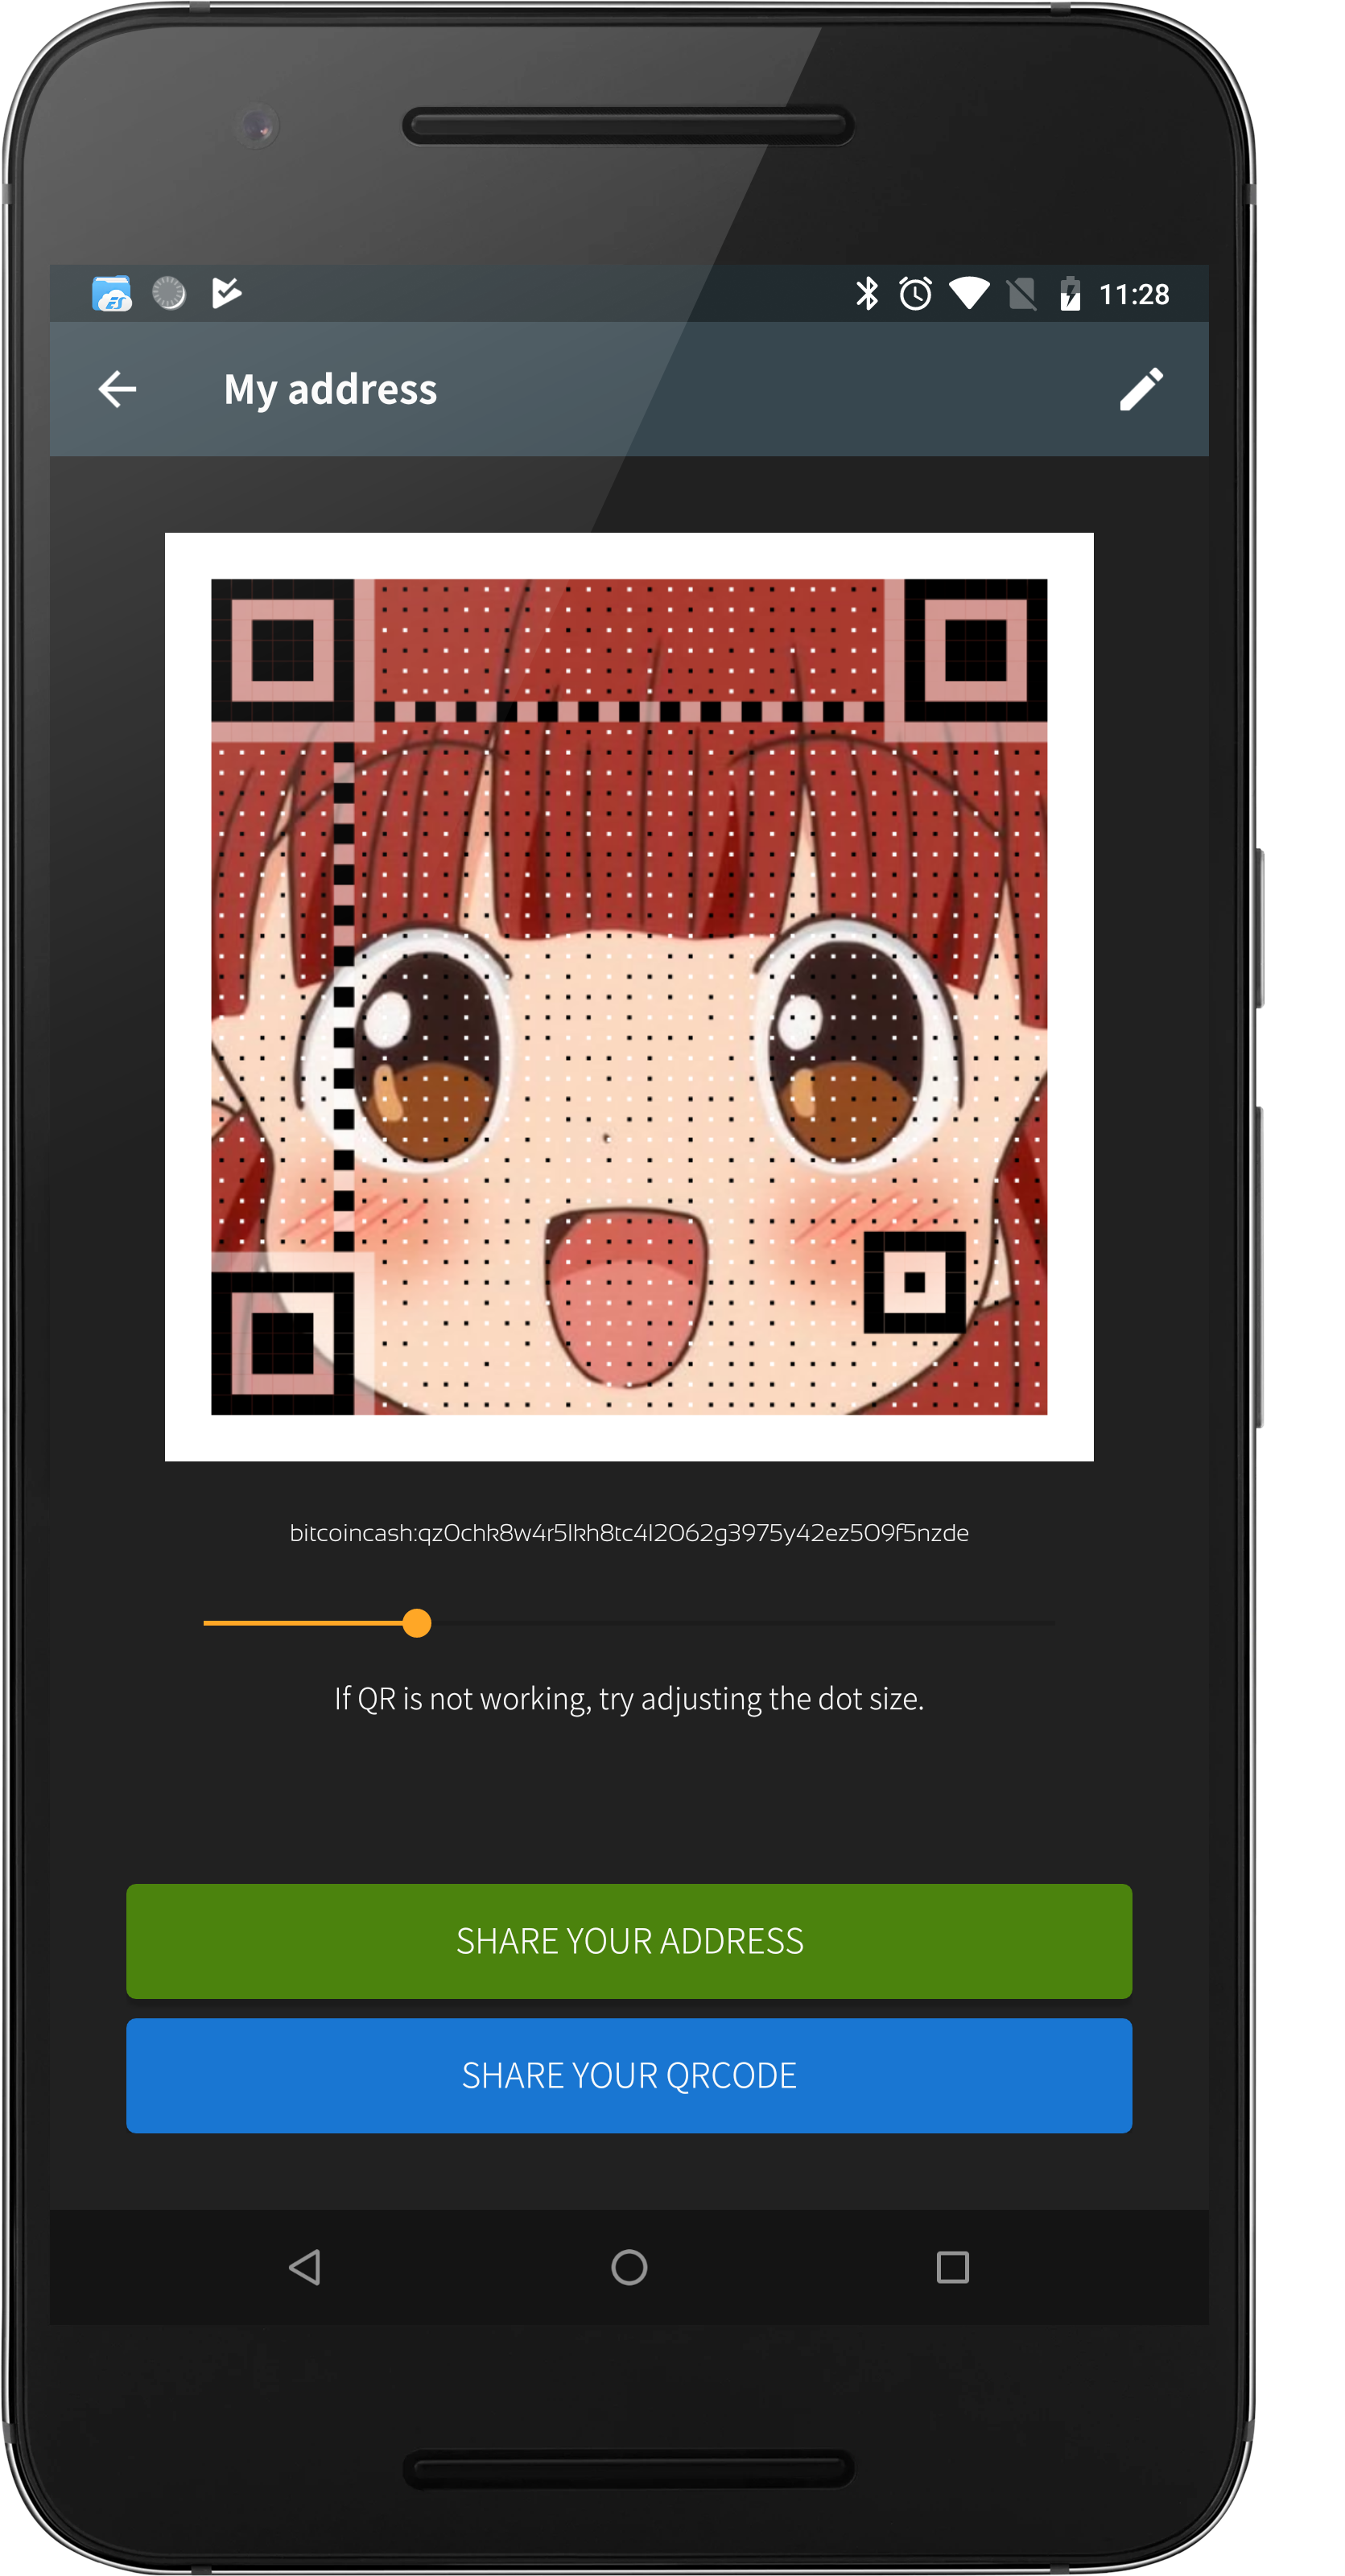 ES
11:28
My address
bitcoincash:qz0chk8w4r5lkh8tc4l2062g3975y42ez509f5nzde
If QR is not working, try adjusting the dot size.
SHARE YOUR ADDRESS
SHARE YOUR QRCODE